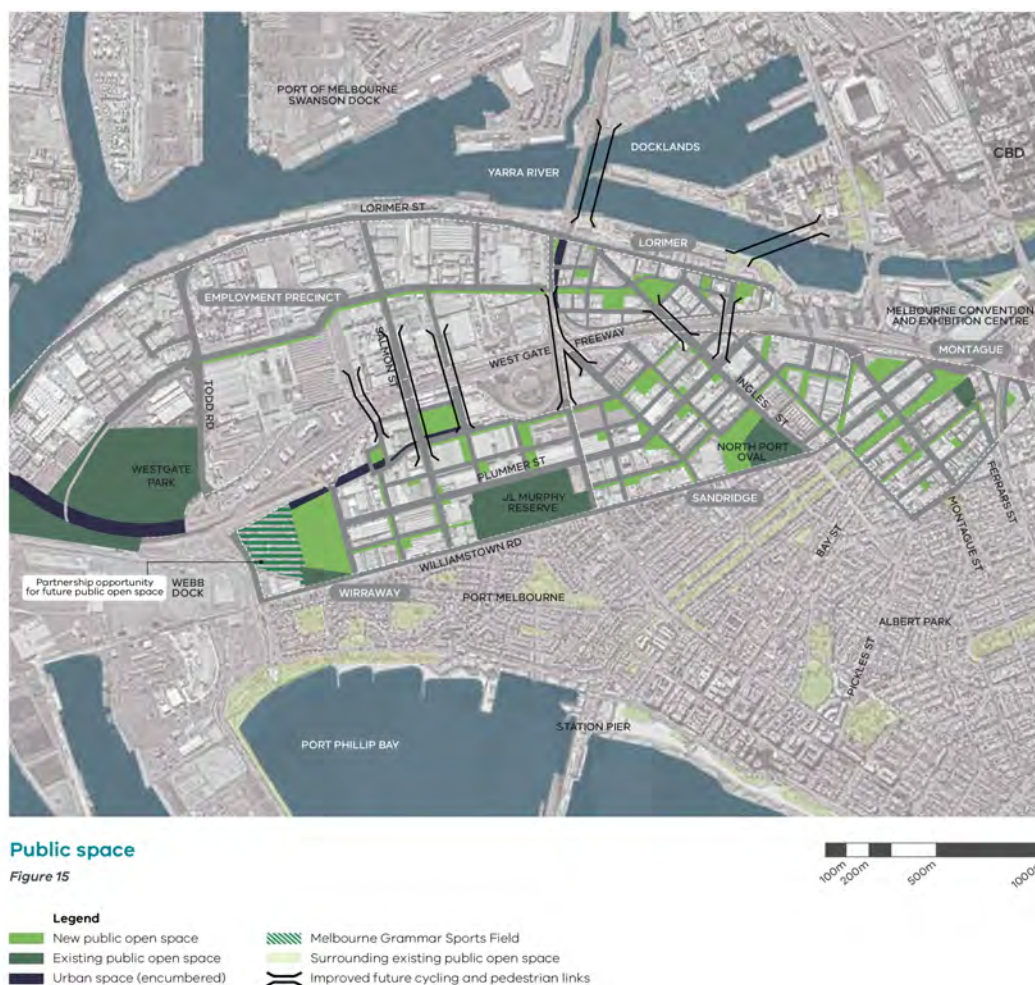 PORT OF MELBOURNE
SWANSON DOCK
DOCKLANDS
CBD
YARRA RIVER
LORIMER ST
LORIMER
EMPLOYMENT PRECINCT
MELBOURNE CONVENTION
AND EXHIBITION CENTRE
SALMON ST
WEST GATE FREEWAY
MONTAGUE
TODD RD
INGLES ST
WESTGATE
PARK
NORTH PORT
OVAL
PLUMMER ST
JL MURPHY
RESERVE
SANDRIDGE
FERRARS ST
MONTAGUE ST
BAY ST
WILLIAMSTOWN RD
Partnership opportunity
for future public open space
WEBB
DOCK
WIRRAWAY
PORT MELBOURNE
ALBERT PARK
PICKLES ST
STATION PIER
PORT PHILLIP BAY
Public space
Figure 15
100m
200m
500m
1000m
Legend
New public open space
Existing public open space
Urban space (encumbered)
Melbourne Grammar Sports Field
Surrounding existing public open space
Improved future cycling and pedestrian links